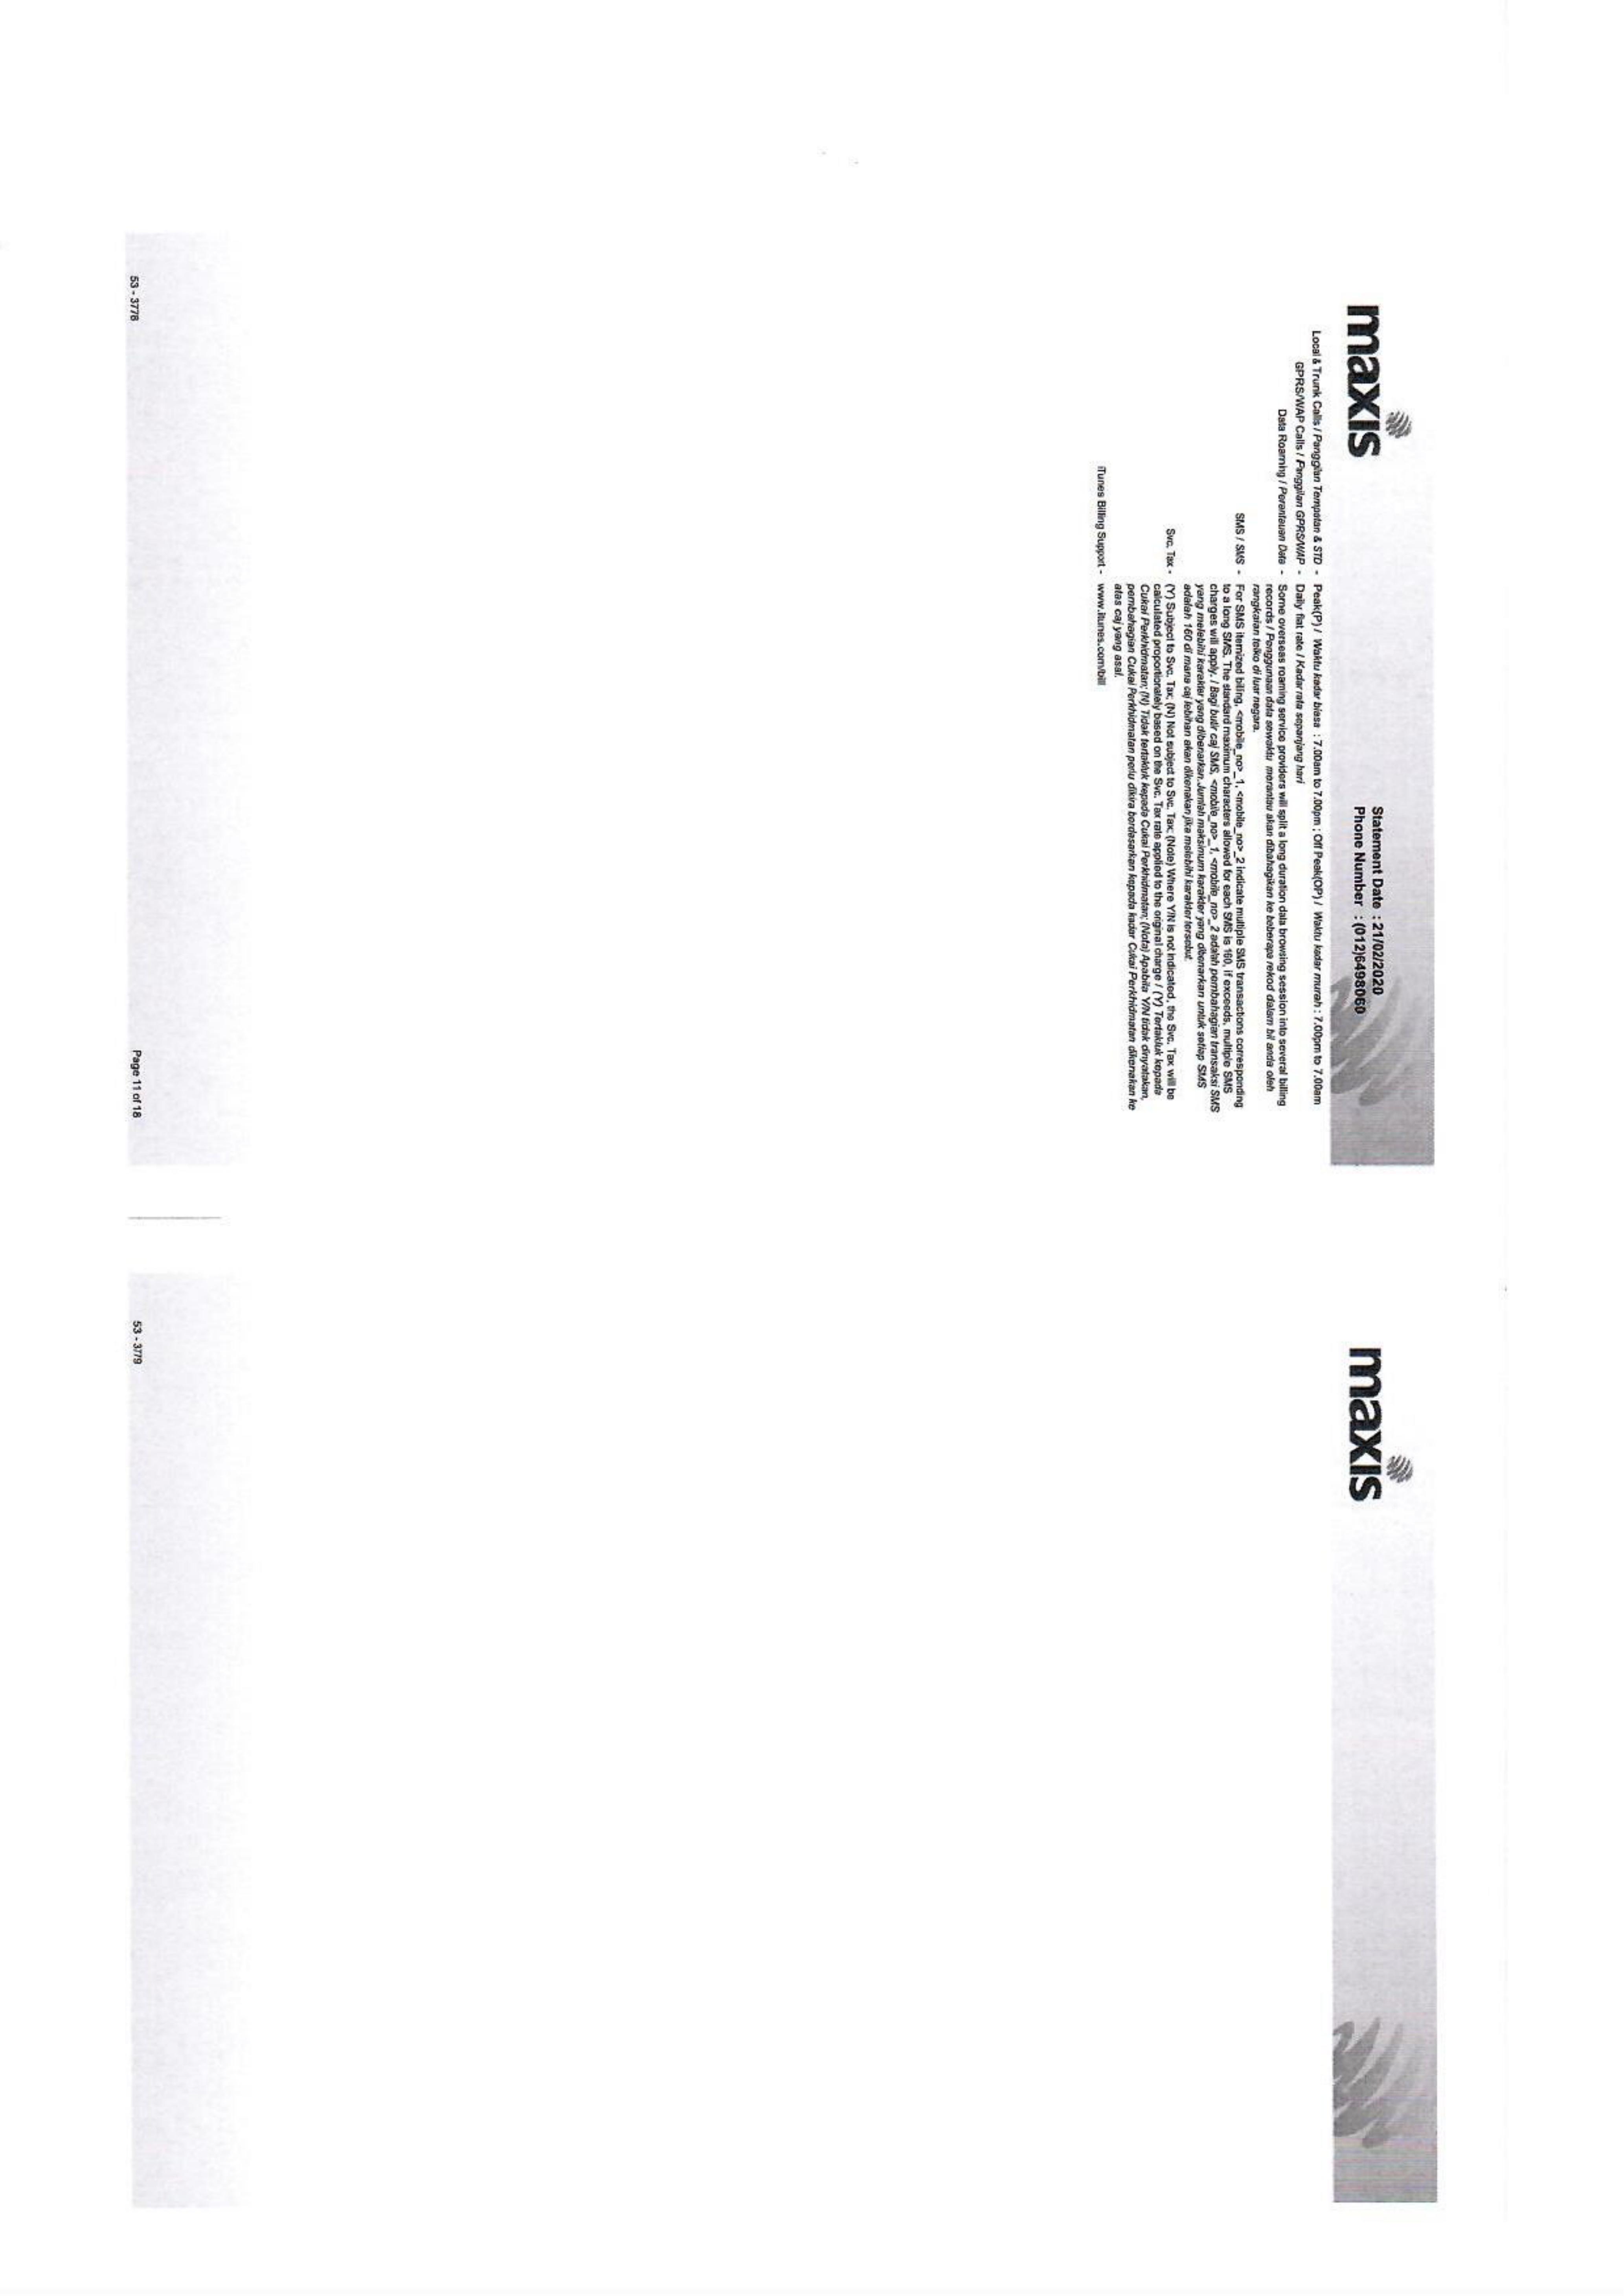 maxis
Statement Date : 21/02/2020
Phone Number : (012)6498060
Local & Trunk Calls / Panggilan Tempatan & STD - Peak(P) / Waktu kadar biasa : 7.00am to 7.00pm ; Off Peak(OP) / Waktu kadar murah : 7.00pm to 7.00am
GPRS/WAP Calls / Panggilan GPRS/WAP - Daily flat rate / Kadar rata sepanjang hari
Data Roaming / Perantauan Data - Some overseas roaming service providers will split a long duration data browsing session into several billing
records / Penggunaan data sewaktu merantau akan dibahagikan ke beberapa rekod dalam bil anda oleh
rangkaian telko di luar negara.
SMS / SMS - For SMS itemized billing, <mobile_no>_1, <mobile_no>_2 indicate multiple SMS transactions corresponding
to a long SMS. The standard maximum characters allowed for each SMS is 160, if exceeds, multiple SMS
charges will apply. / Bagi butir caj SMS, <mobile_no>_1, <mobile_no>_2 adalah pembahagian transaksi SMS
yang melebihi karakter yang dibenarkan.Jumlah maksimum karakter yang dibenarkan untuk setiap SMS
adalah 160 di mana caj lebihan akan dikenakan jika melebihi karakter tersebut.
Svc. Tax - (Y) Subject to Svc. Tax; (N) Not subject to Svc. Tax; (Note) Where Y/N is not indicated, the Svc. Tax will be
calculated proportionately based on the Svc. Tax rate applied to the original charge / (Y) Tertakluk kepada
Cukai Perkhidmatan; (N) Tidak tertakluk kepada Cukai Perkhidmatan; (Nota) Apabila Y/N tidak dinyatakan,
pembahagian Cukai Perkhidmatan perlu dikira berdasarkan kepada kadar Cukai Perkhidmatan dikenakan ke
atas caj yang asal.
iTunes Billing Support - www.itunes.com/bill
53 - 3778
Page 11 of 18
maxis
53 - 3779